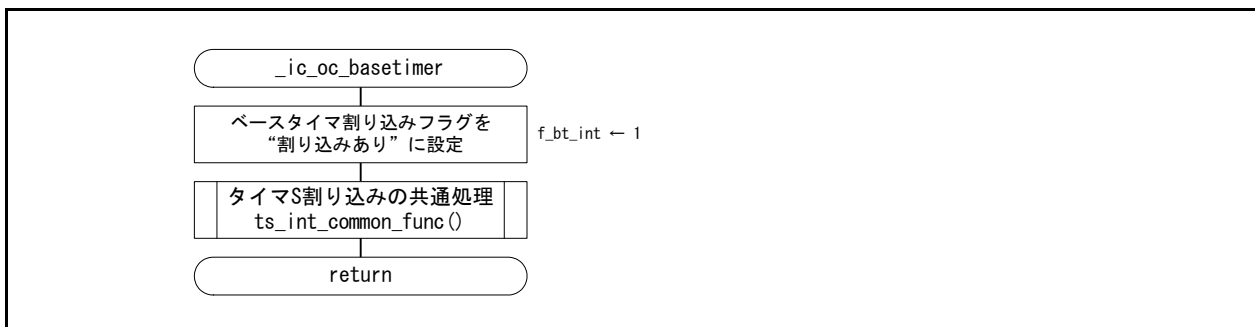 _ic_oc_basetimer
ベースタイマ割り込みフラグを
“割り込みあり”に設定
f_bt_int ← 1
タイマS割り込みの共通処理
ts_int_common_func()
return